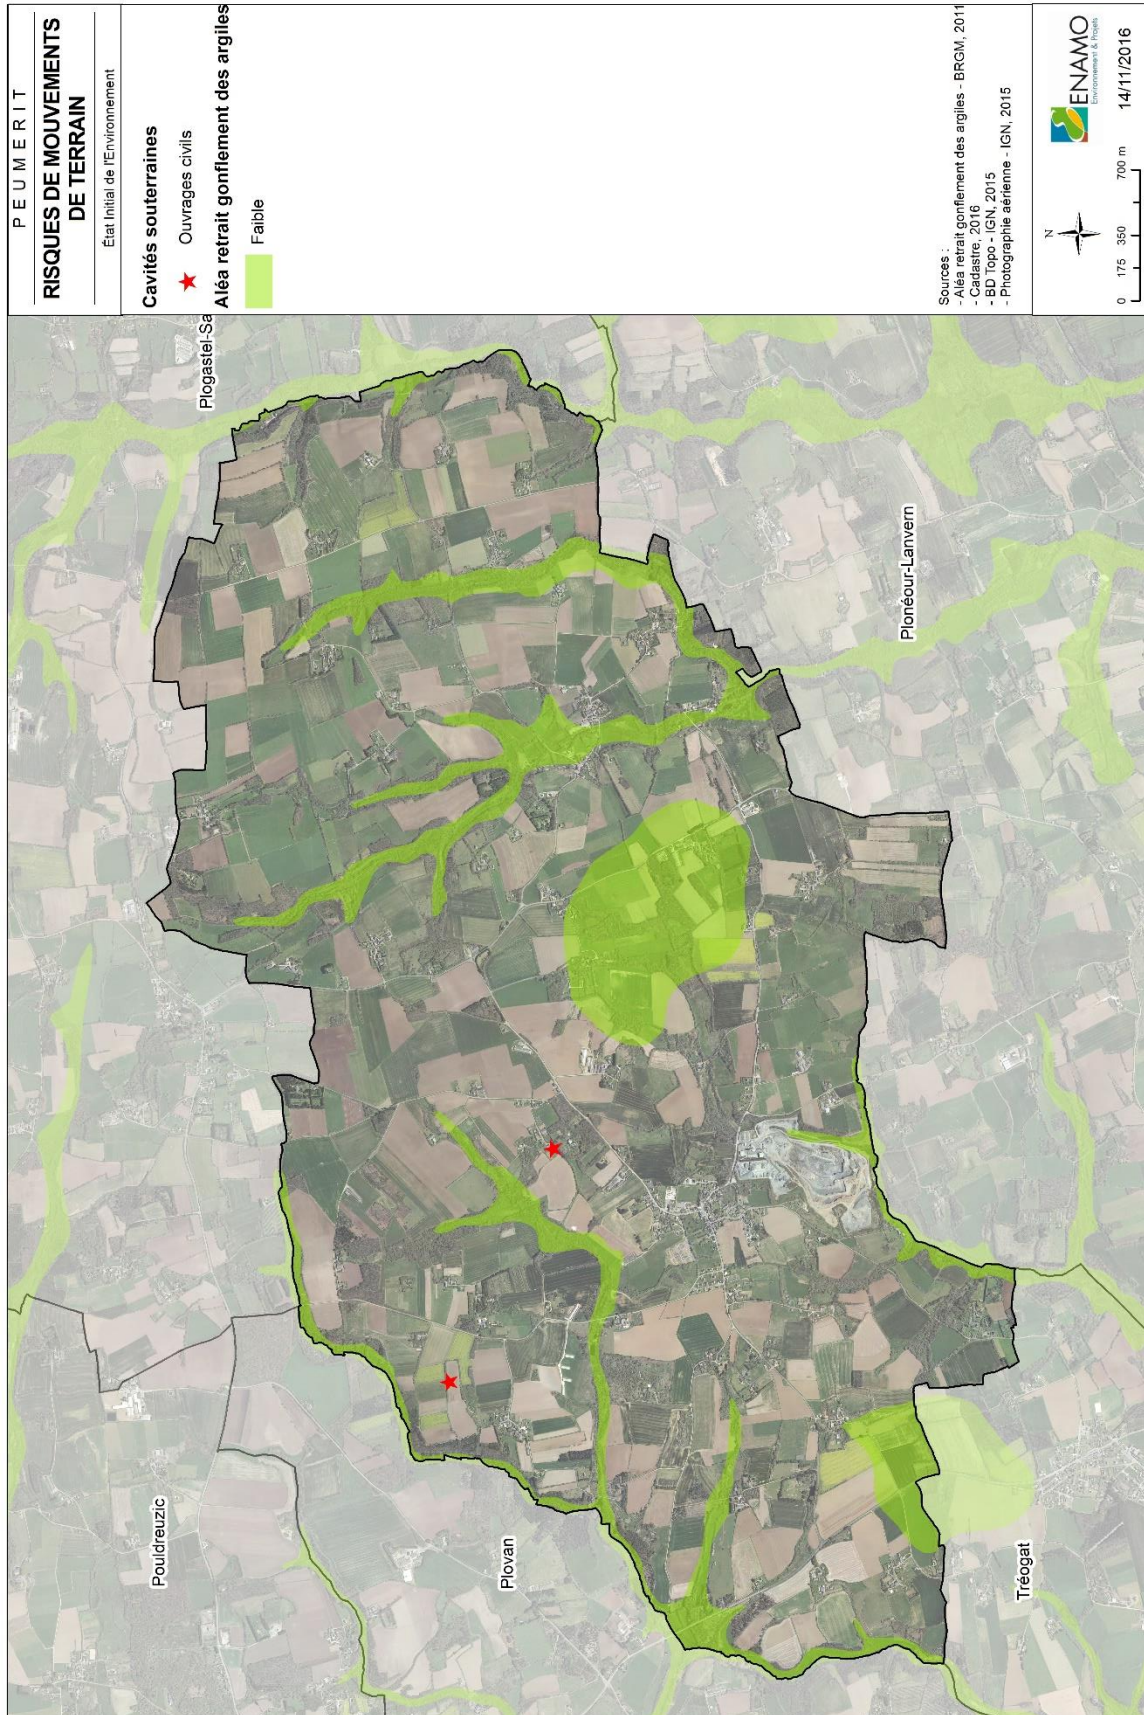 PEUMERIT
RISQUES DE MOUVEMENTS
DE TERRAIN
État Initial de l'Environnement
Cavités souterraines
Ouvrages civils
Aléa retrait gonflement des argiles
Faible
Sources :
- Aléa retrait gonflement des argiles - BRGM, 2011
- Cadastre, 2016
- BD Topo - IGN, 2015
- Photographie aérienne - IGN, 2015
N
0 175 350 700 m
ENAMO
Environnement & Projets
14/11/2016
Plogastel-Sa
Pouldreuzic
Plovan
Plonéour-Lanvern
Tréogat